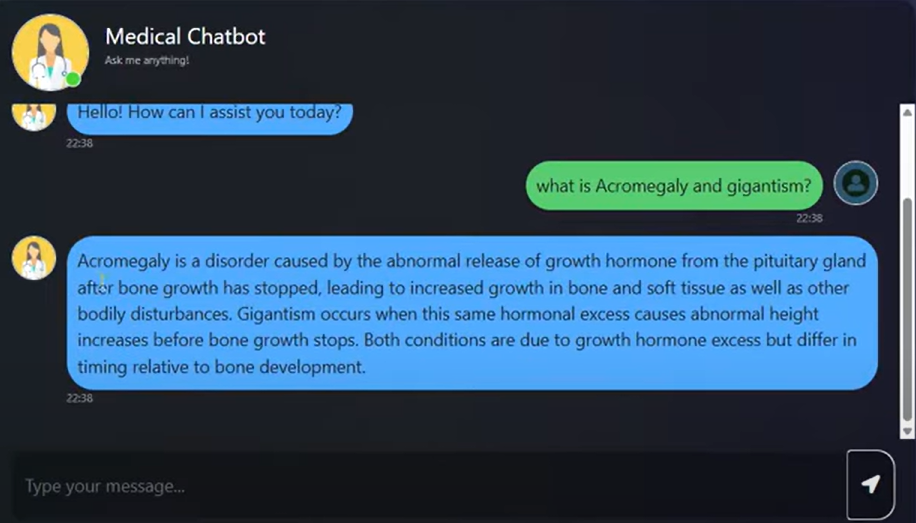 Medical Chatbot
Ask me anything!
Hello! How can I assist you today?
22:38
what is Acromegaly and gigantism?
22:38
Acromegaly is a disorder caused by the abnormal release of growth hormone from the pituitary gland
after bone growth has stopped, leading to increased growth in bone and soft tissue as well as other
bodily disturbances. Gigantism occurs when this same hormonal excess causes abnormal height
increases before bone growth stops. Both conditions are due to growth hormone excess but differ in
timing relative to bone development.
22:38
Type your message...